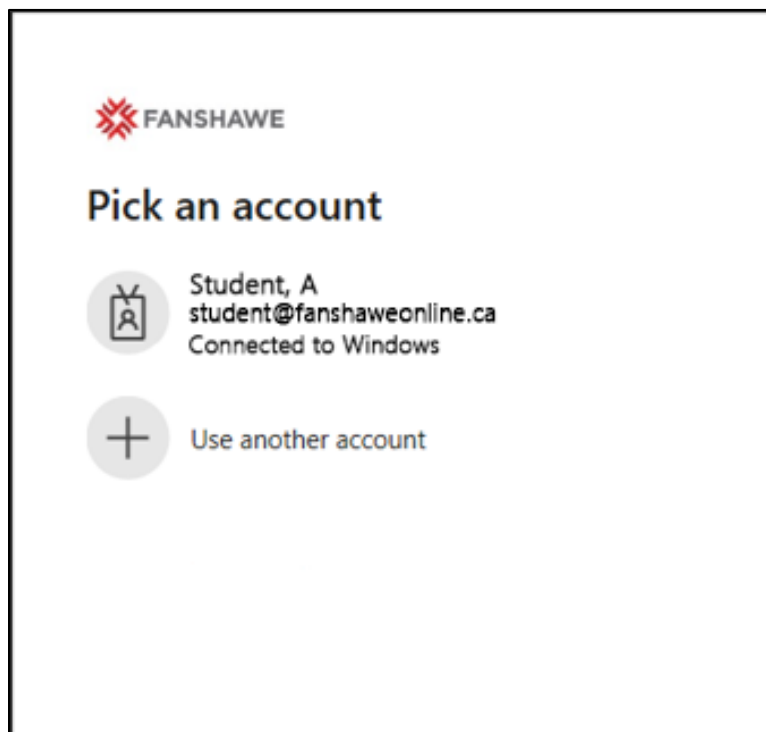 FANSHAWE
Pick an account
Student, A
student@fanshaweonline.ca
Connected to Windows
Use another account